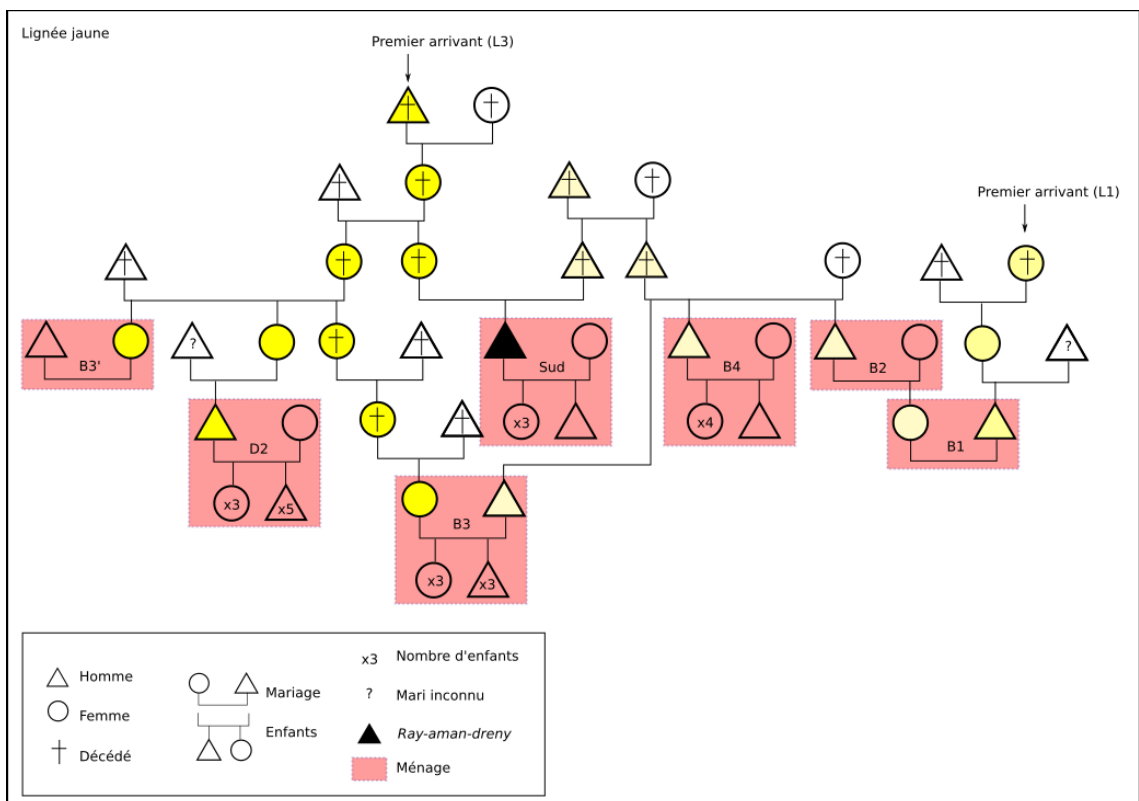 Lignée jaune
Premier arrivant (L3)
Premier arrivant (L1)
B3'
?
Sud
x3
B4
x4
B2
?
B1
D2
x3
x5
B3
x3
x3
Homme
Femme
Décédé
Mariage
Enfants
x3 Nombre d'enfants
? Mari inconnu
Ray-aman-dreny
Ménage